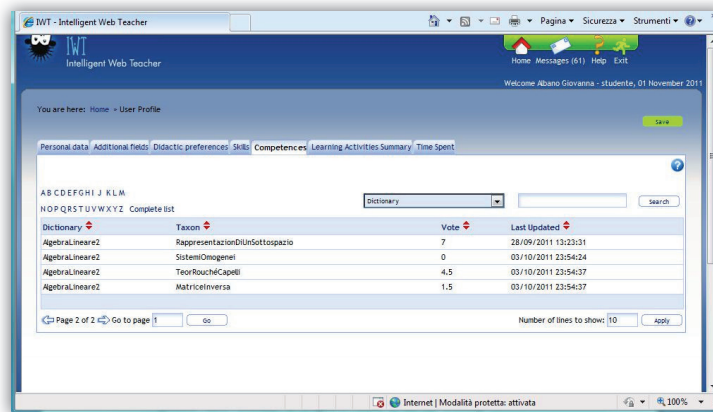 IWT - Intelligent Web Teacher
Pagina Sicurezza Strumenti
IWT
Intelligent Web Teacher
Home Messages (61) Help Exit
Welcome Albano Giovanna - studente, 01 November 2011
You are here: Home » User Profile
Save
Personal data Additional fields Didactic preferences Skills Competences Learning Activities Summary Time Spent
A B C D E F G H I J K L M
N O P Q R S T U V W X Y Z Complete list
Dictionary Search
Dictionary Taxon Vote Last Updated
AlgebraLineare2 RappresentazionDiUnSottospazio 7 28/09/2011 13:23:31
AlgebraLineare2 SistemiOmogenei 0 03/10/2011 23:54:24
AlgebraLineare2 TeorRouchéCapelli 4.5 03/10/2011 23:54:37
AlgebraLineare2 MatriceInversa 1.5 03/10/2011 23:54:37
Page 2 of 2 Go to page 1 Go Number of lines to show: 10 Apply
Internet | Modalità protetta: attivata 100%